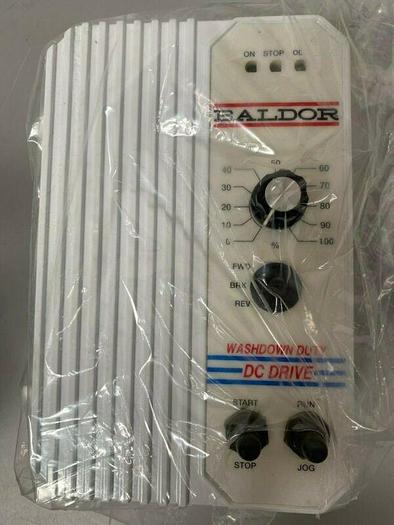 ON STOP OL
BALDOR
50
40 60
30 70
20 80
10 90
0 % 100
FWD
BRK
REV
WASHDOWN DUTY
DC DRIVE
START RUN
STOP JOG